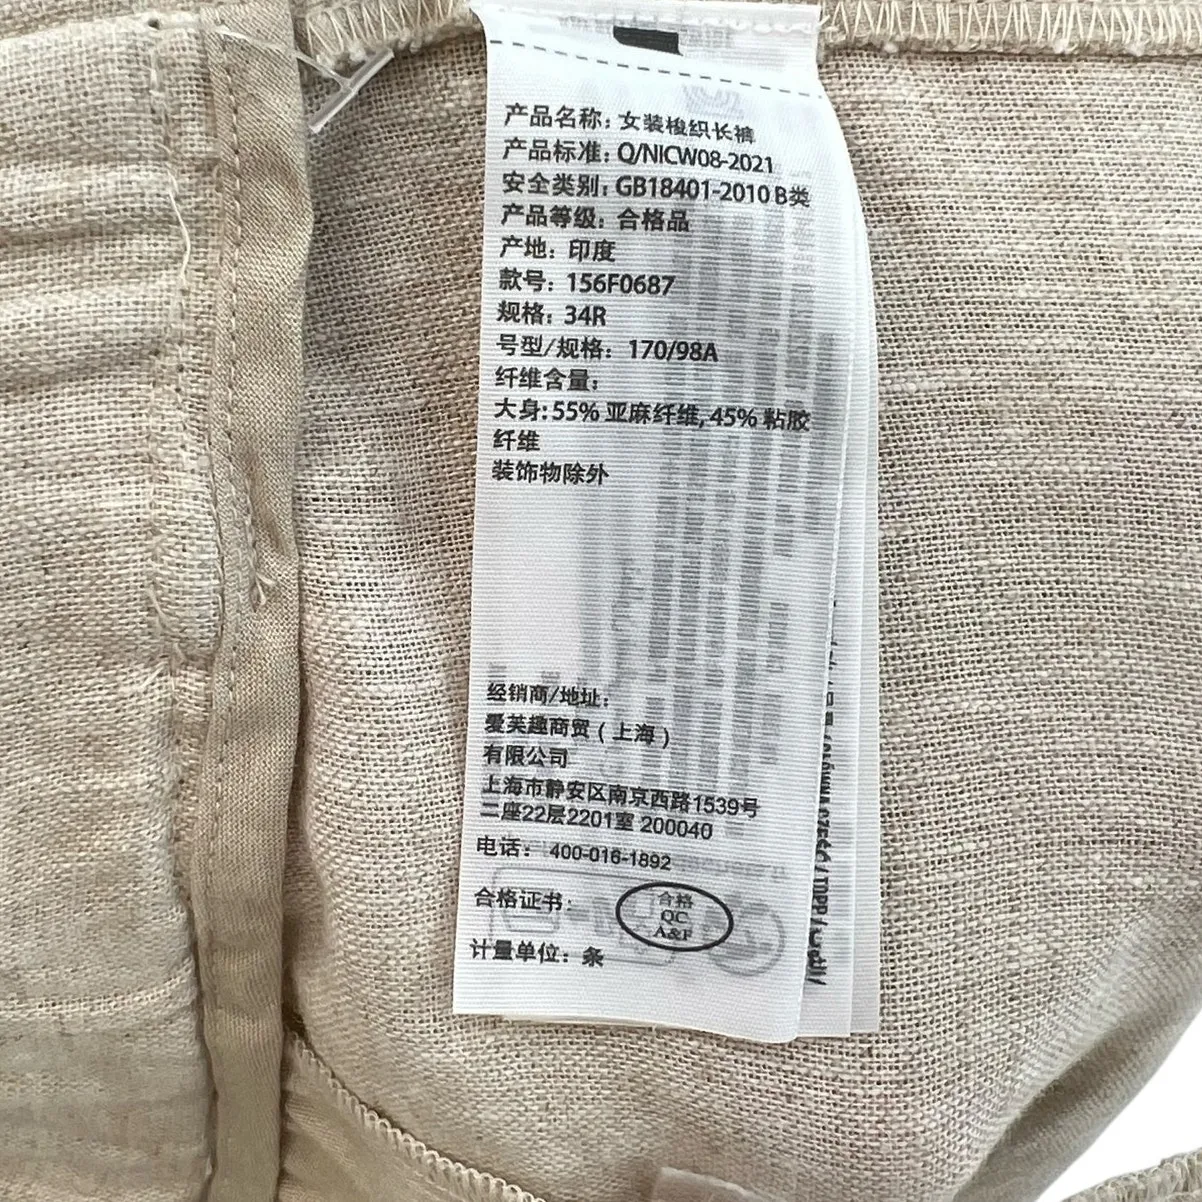 产品名称: 女装梭织长裤
产品标准: Q/NICW08-2021
安全类别: GB18401-2010 B类
产品等级: 合格品
产地: 印度
款号: 156F0687
规格: 34R
号型/规格: 170/98A
纤维含量:
大身: 55% 亚麻纤维, 45% 粘胶
纤维
装饰物除外
经销商/地址:
爱芙趣商贸 (上海)
有限公司
上海市静安区南京西路1539号
二座22层2201室 200040
电话: 400-016-1892
合格证书:
合格
QC
A&F
计量单位: 条